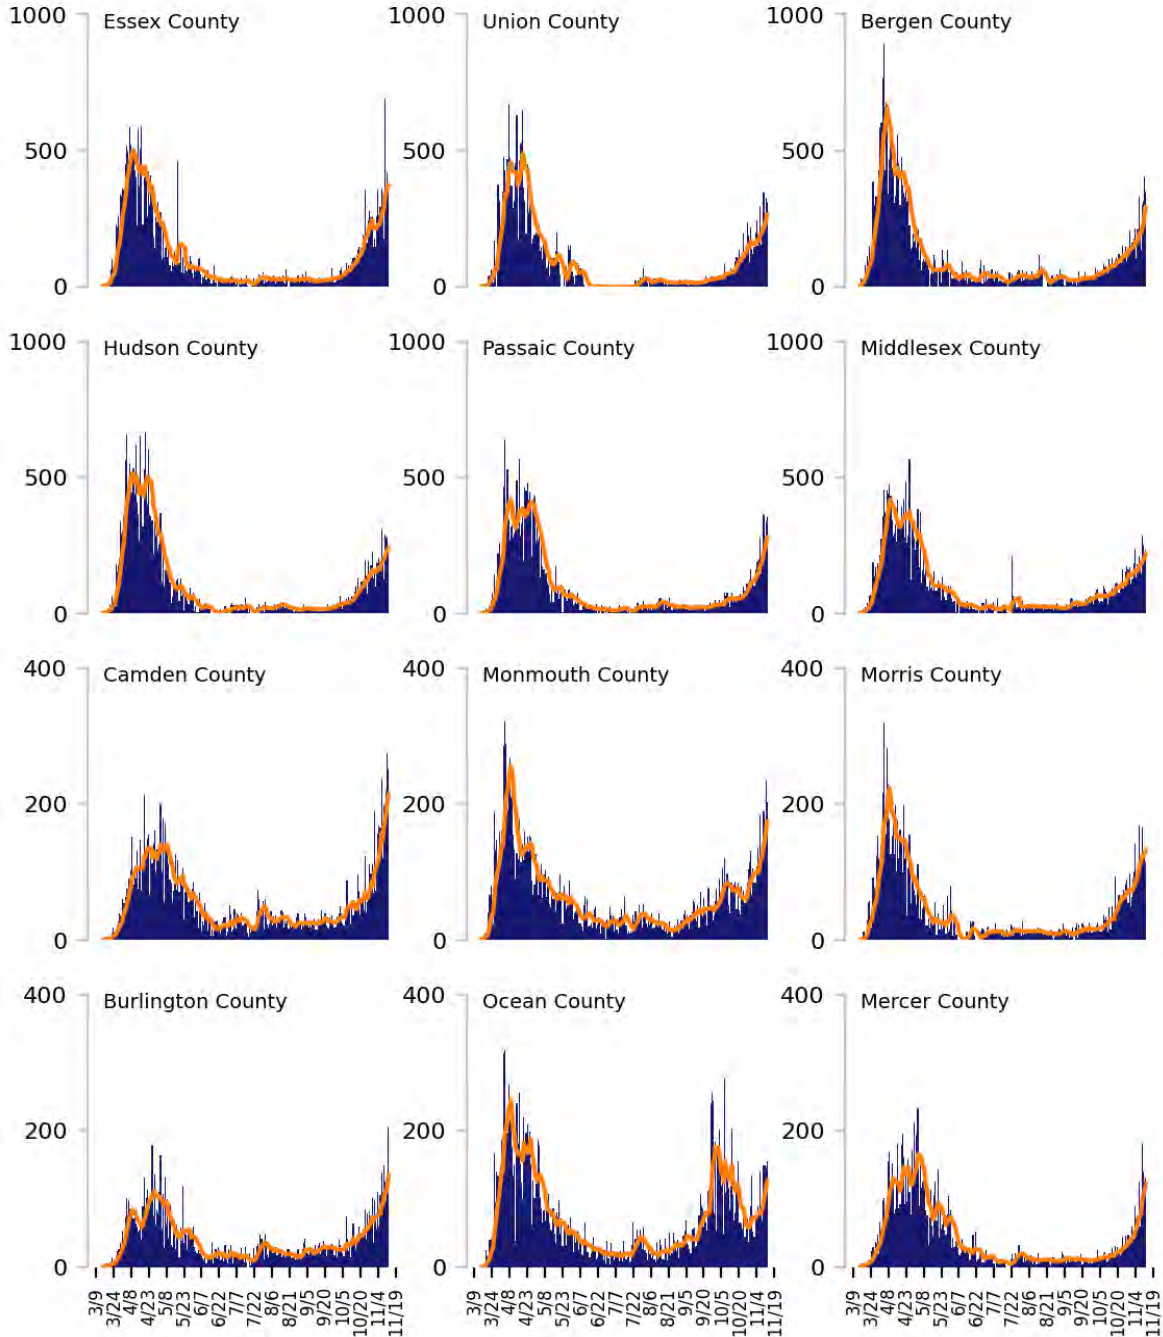 1000 Essex County 1000 Union County 1000 Bergen County
500 500 500
0 0 0
1000 Hudson County 1000 Passaic County 1000 Middlesex County
500 500 500
0 0 0
400 Camden County 400 Monmouth County 400 Morris County
200 200 200
0 0 0
400 Burlington County 400 Ocean County 400 Mercer County
200 200 200
0 0 0
3/9 3/24 4/8 4/23 5/8 5/23 6/7 6/22 7/7 7/22 8/6 8/21 9/5 9/20 10/5 10/20 11/4 11/19 3/9 3/24 4/8 4/23 5/8 5/23 6/7 6/22 7/7 7/22 8/6 8/21 9/5 9/20 10/5 10/20 11/4 11/19 3/9 3/24 4/8 4/23 5/8 5/23 6/7 6/22 7/7 7/22 8/6 8/21 9/5 9/20 10/5 10/20 11/4 11/19